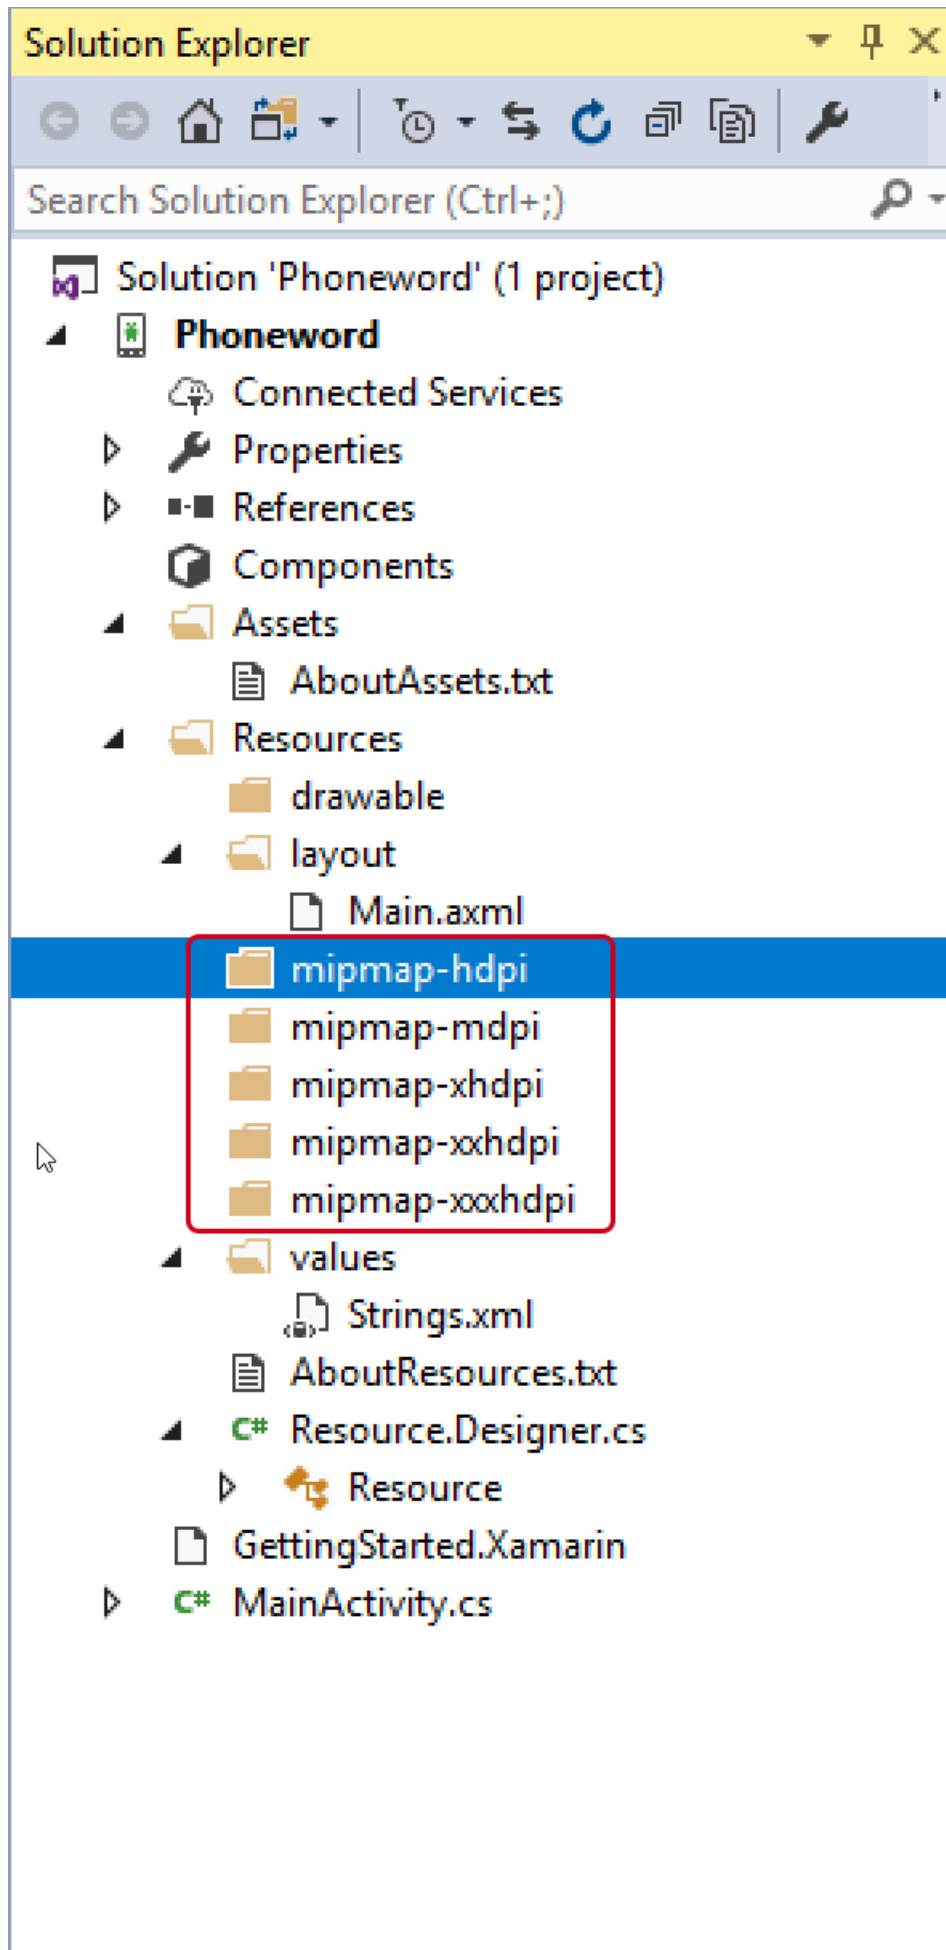 Solution Explorer
Search Solution Explorer (Ctrl+;)
Solution 'Phoneword' (1 project)
Phoneword
Connected Services
Properties
References
Components
Assets
AboutAssets.txt
Resources
drawable
layout
Main.axml
mipmap-hdpi
mipmap-mdpi
mipmap-xhdpi
mipmap-xxhdpi
mipmap-xxxhdpi
values
Strings.xml
AboutResources.txt
C# Resource.Designer.cs
Resource
GettingStarted.Xamarin
C# MainActivity.cs